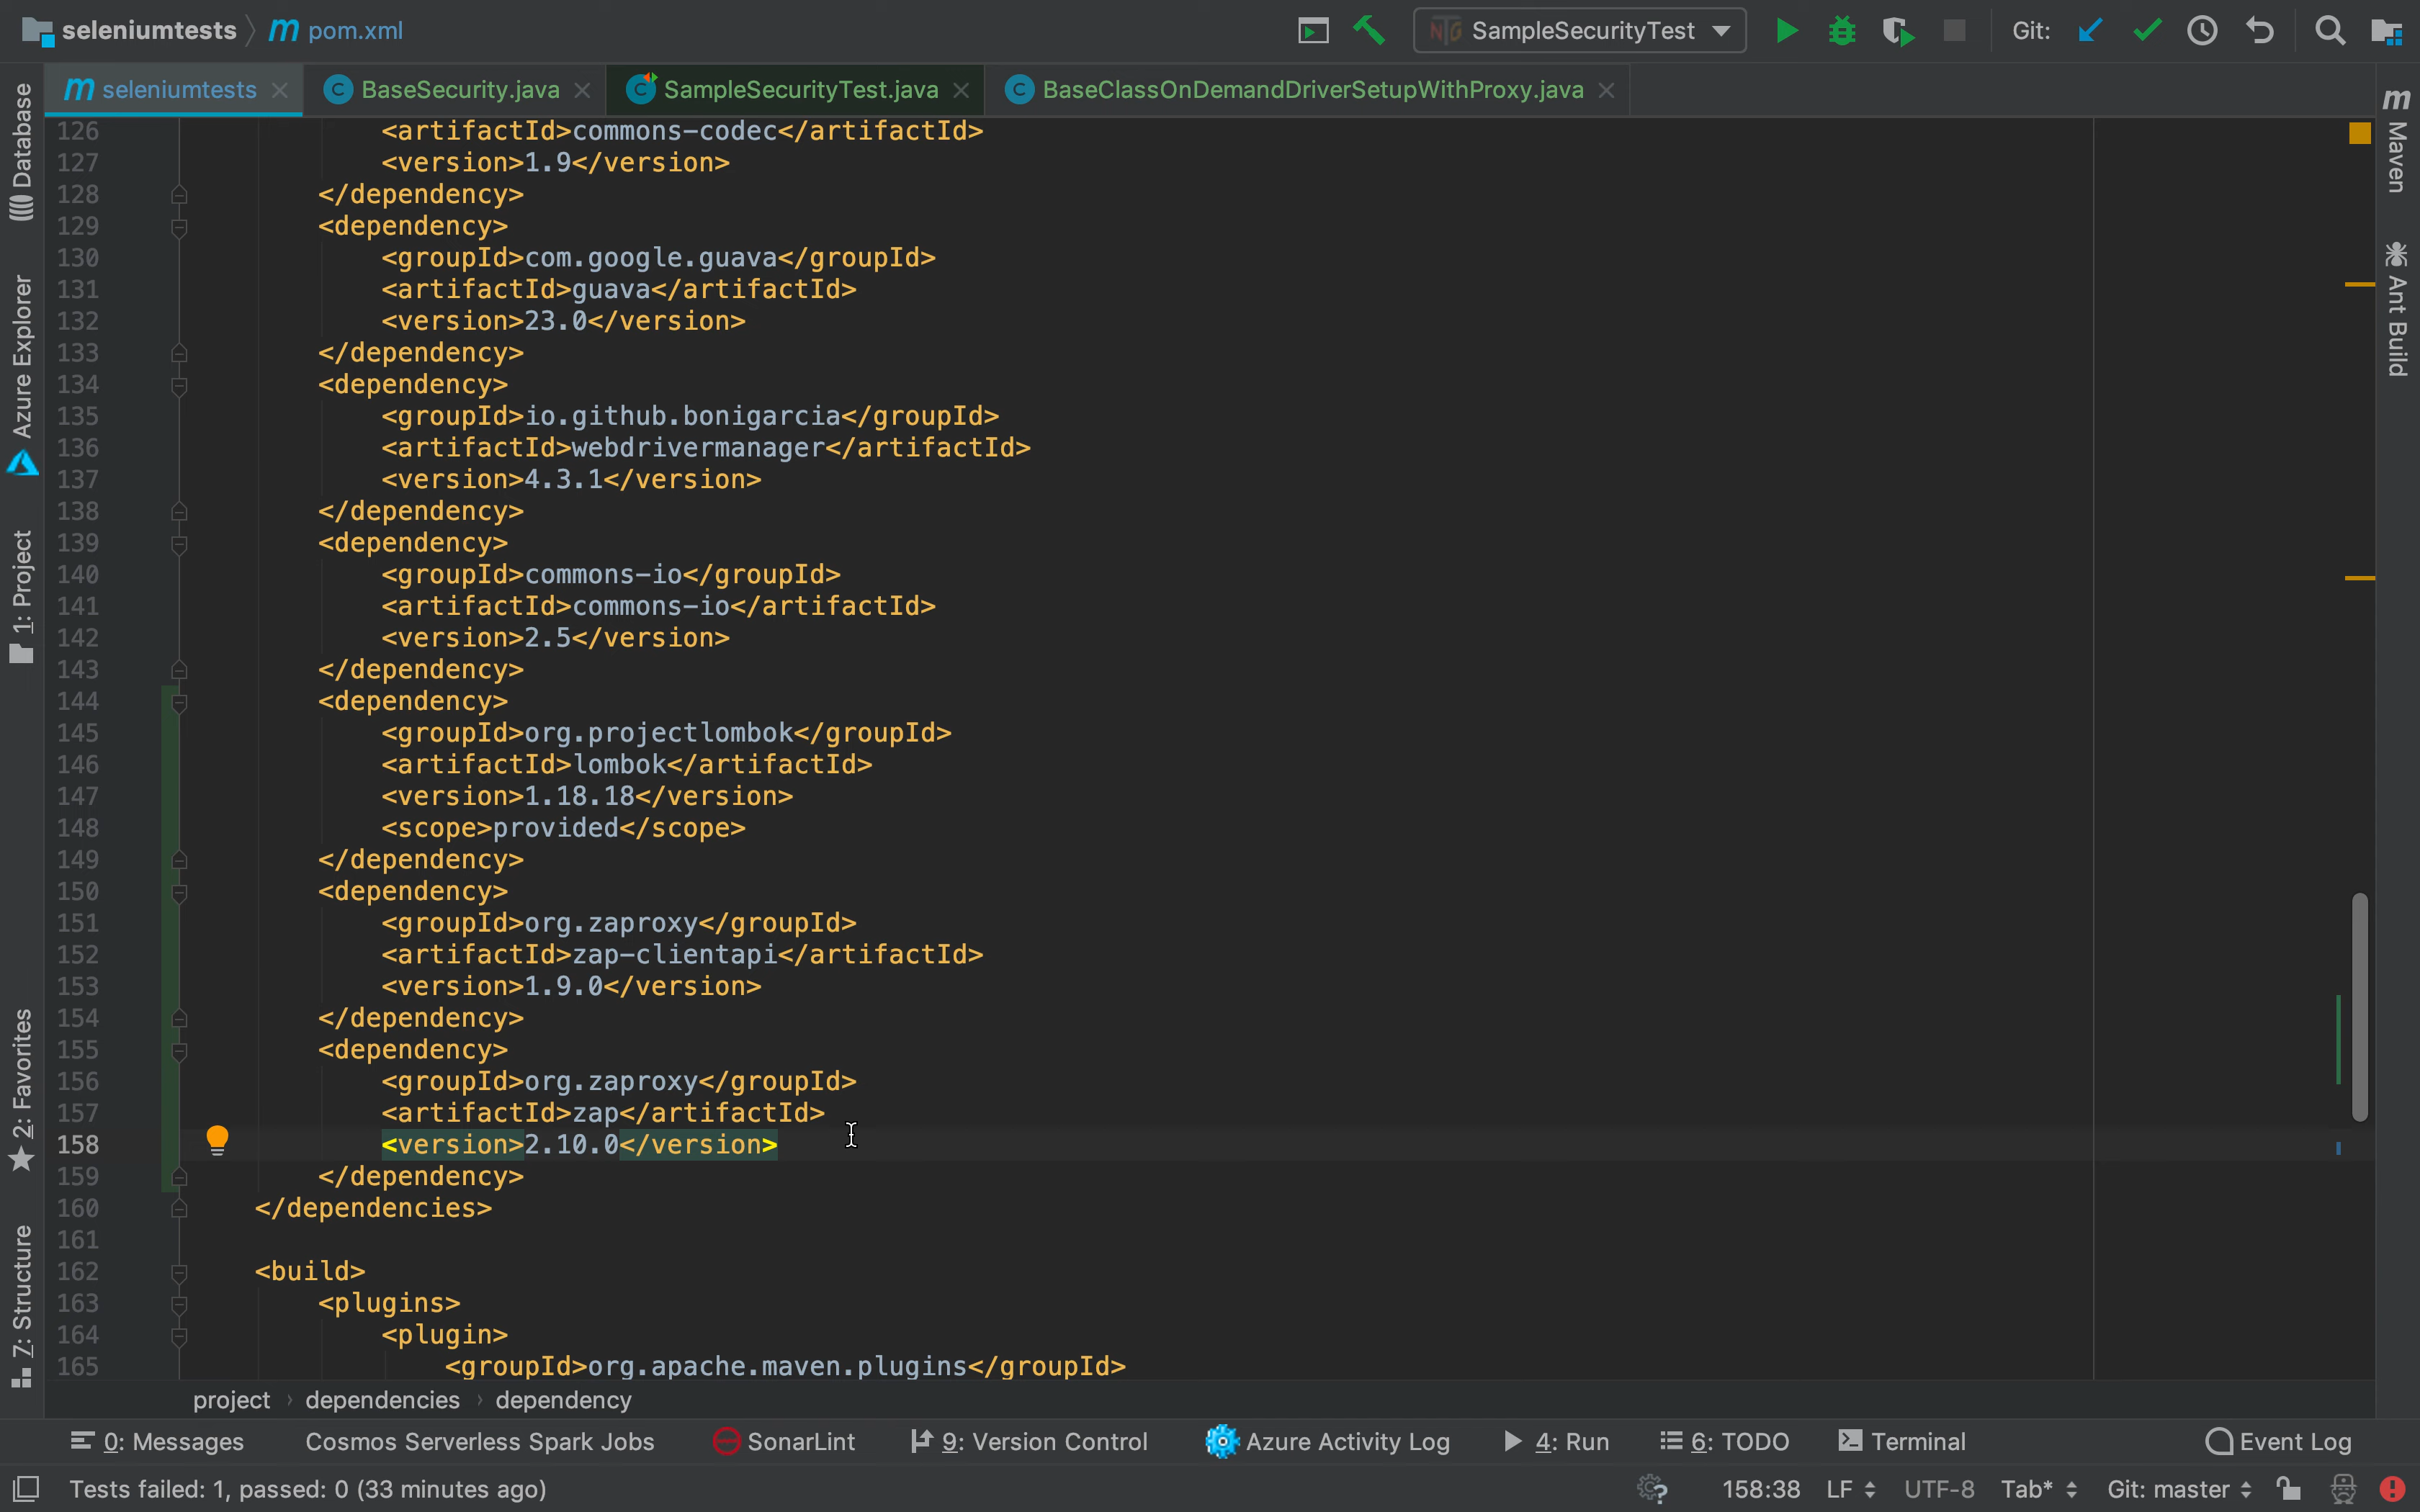 seleniumtests
m pom.xml
SampleSecurityTest
Git:
m seleniumtests
C BaseSecurity.java
C SampleSecurityTest.java
C BaseClassOnDemandDriverSetupWithProxy.java
Database
Azure Explorer
1: Project
2: Favorites
Z: Structure
126 <artifactId>commons-codec</artifactId>
127 <version>1.9</version>
128 </dependency>
129 <dependency>
130 <groupId>com.google.guava</groupId>
131 <artifactId>guava</artifactId>
132 <version>23.0</version>
133 </dependency>
134 <dependency>
135 <groupId>io.github.bonigarcia</groupId>
136 <artifactId>webdrivermanager</artifactId>
137 <version>4.3.1</version>
138 </dependency>
139 <dependency>
140 <groupId>commons-io</groupId>
141 <artifactId>commons-io</artifactId>
142 <version>2.5</version>
143 </dependency>
144 <dependency>
145 <groupId>org.projectlombok</groupId>
146 <artifactId>lombok</artifactId>
147 <version>1.18.18</version>
148 <scope>provided</scope>
149 </dependency>
150 <dependency>
151 <groupId>org.zaproxy</groupId>
152 <artifactId>zap-clientapi</artifactId>
153 <version>1.9.0</version>
154 </dependency>
155 <dependency>
156 <groupId>org.zaproxy</groupId>
157 <artifactId>zap</artifactId>
158 <version>2.10.0</version>
159 </dependency>
160 </dependencies>
161
162 <build>
163 <plugins>
164 <plugin>
165 <groupId>org.apache.maven.plugins</groupId>
m Maven
Ant Build
project › dependencies › dependency
0: Messages
Cosmos Serverless Spark Jobs
SonarLint
9: Version Control
Azure Activity Log
4: Run
6: TODO
Terminal
Event Log
Tests failed: 1, passed: 0 (33 minutes ago)
158:38
LF
UTF-8
Tab*
Git: master